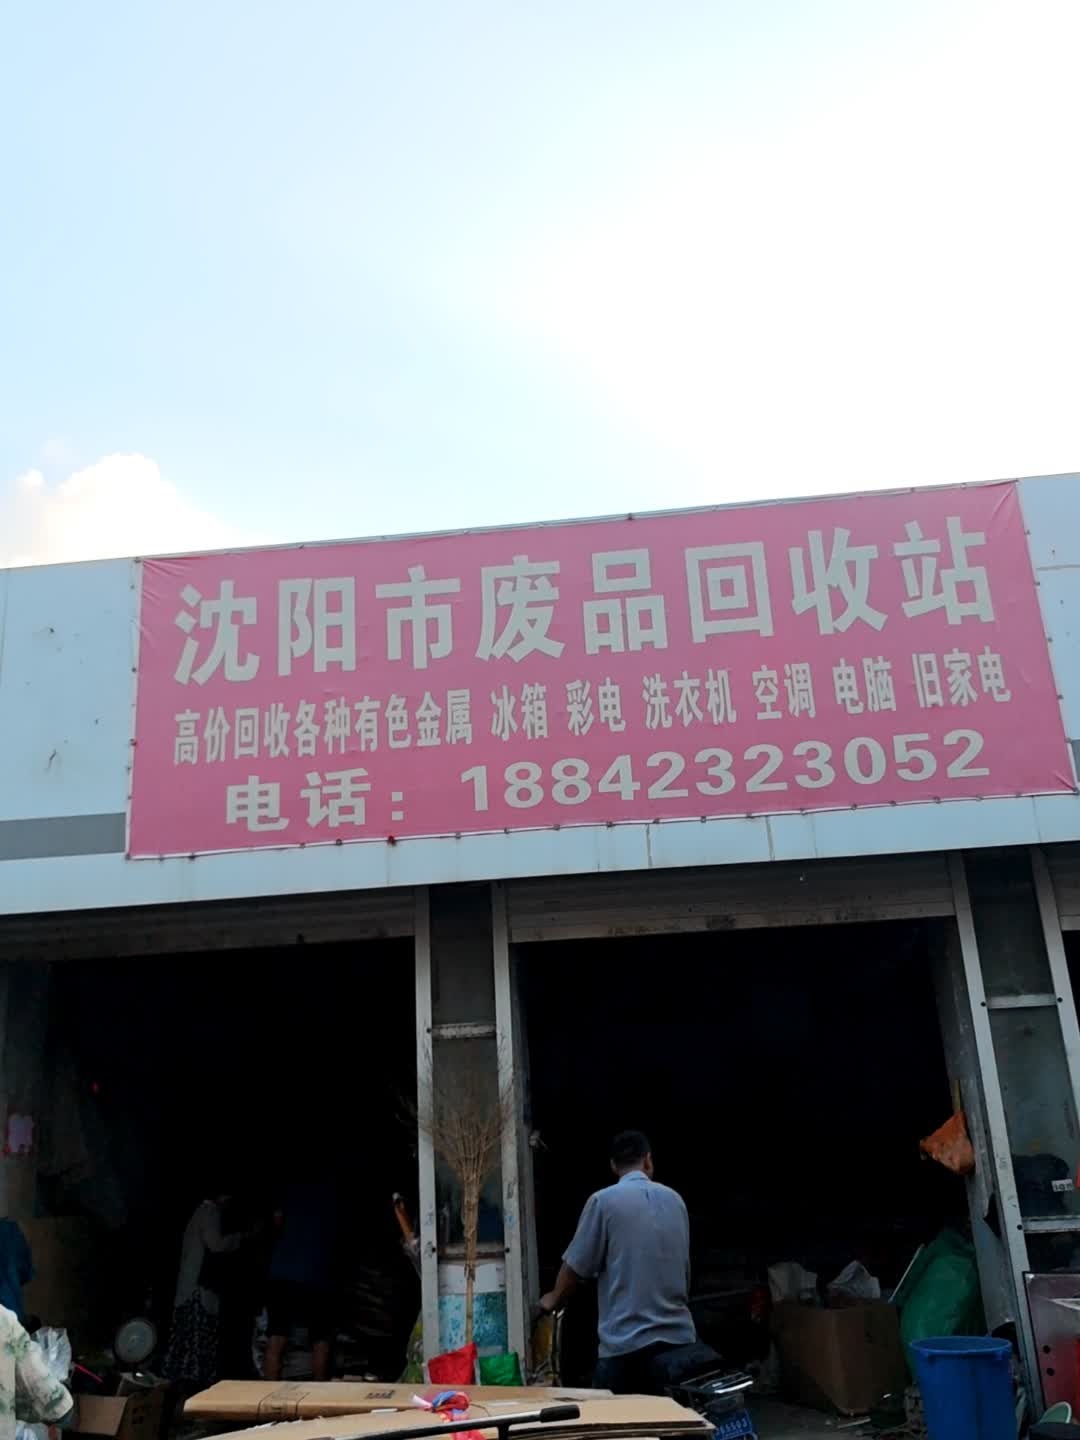 沈阳市废品回收站
高价回收各种有色金属 冰箱 彩电 洗衣机 空调 电脑 旧家电
电话：18842323052